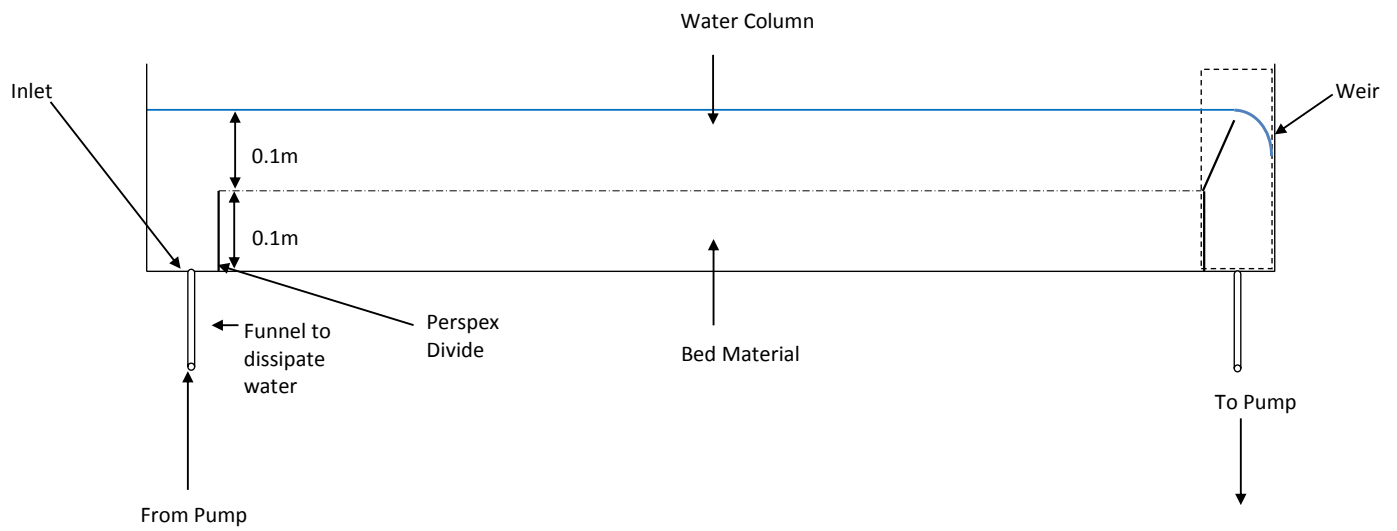 Water Column
Inlet
Weir
0.1m
0.1m
Funnel to
dissipate
water
Perspex
Divide
Bed Material
To Pump
From Pump